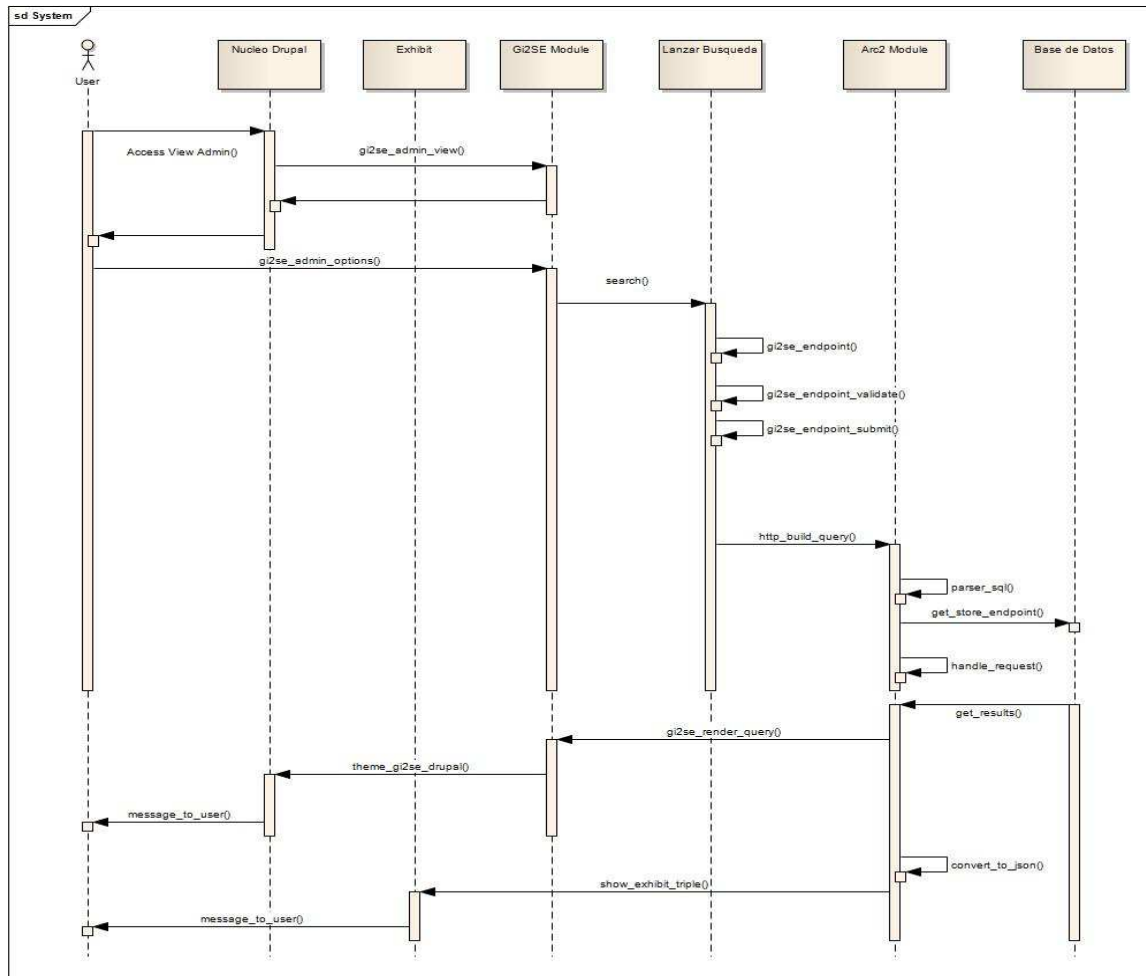 sd System
User
Nucleo Drupal
Exhibit
Gi2SE Module
Lanzar Busqueda
Arc2 Module
Base de Datos
Access View Admin()
gi2se_admin_view()
gi2se_admin_options()
search()
gi2se_endpoint()
gi2se_endpoint_validate()
gi2se_endpoint_submit()
http_build_query()
parser_sql()
get_store_endpoint()
handle_request()
get_results()
gi2se_render_query()
theme_gi2se_drupal()
message_to_user()
convert_to_json()
show_exhibit_triple()
message_to_user()